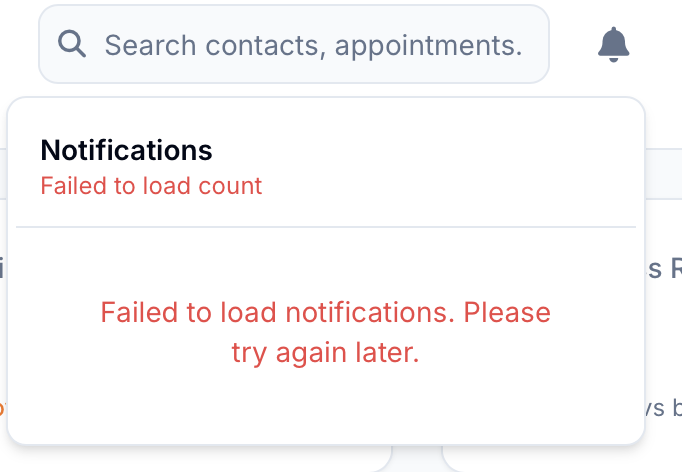 Search contacts, appointments.
Notifications
Failed to load count
Failed to load notifications. Please
try again later.